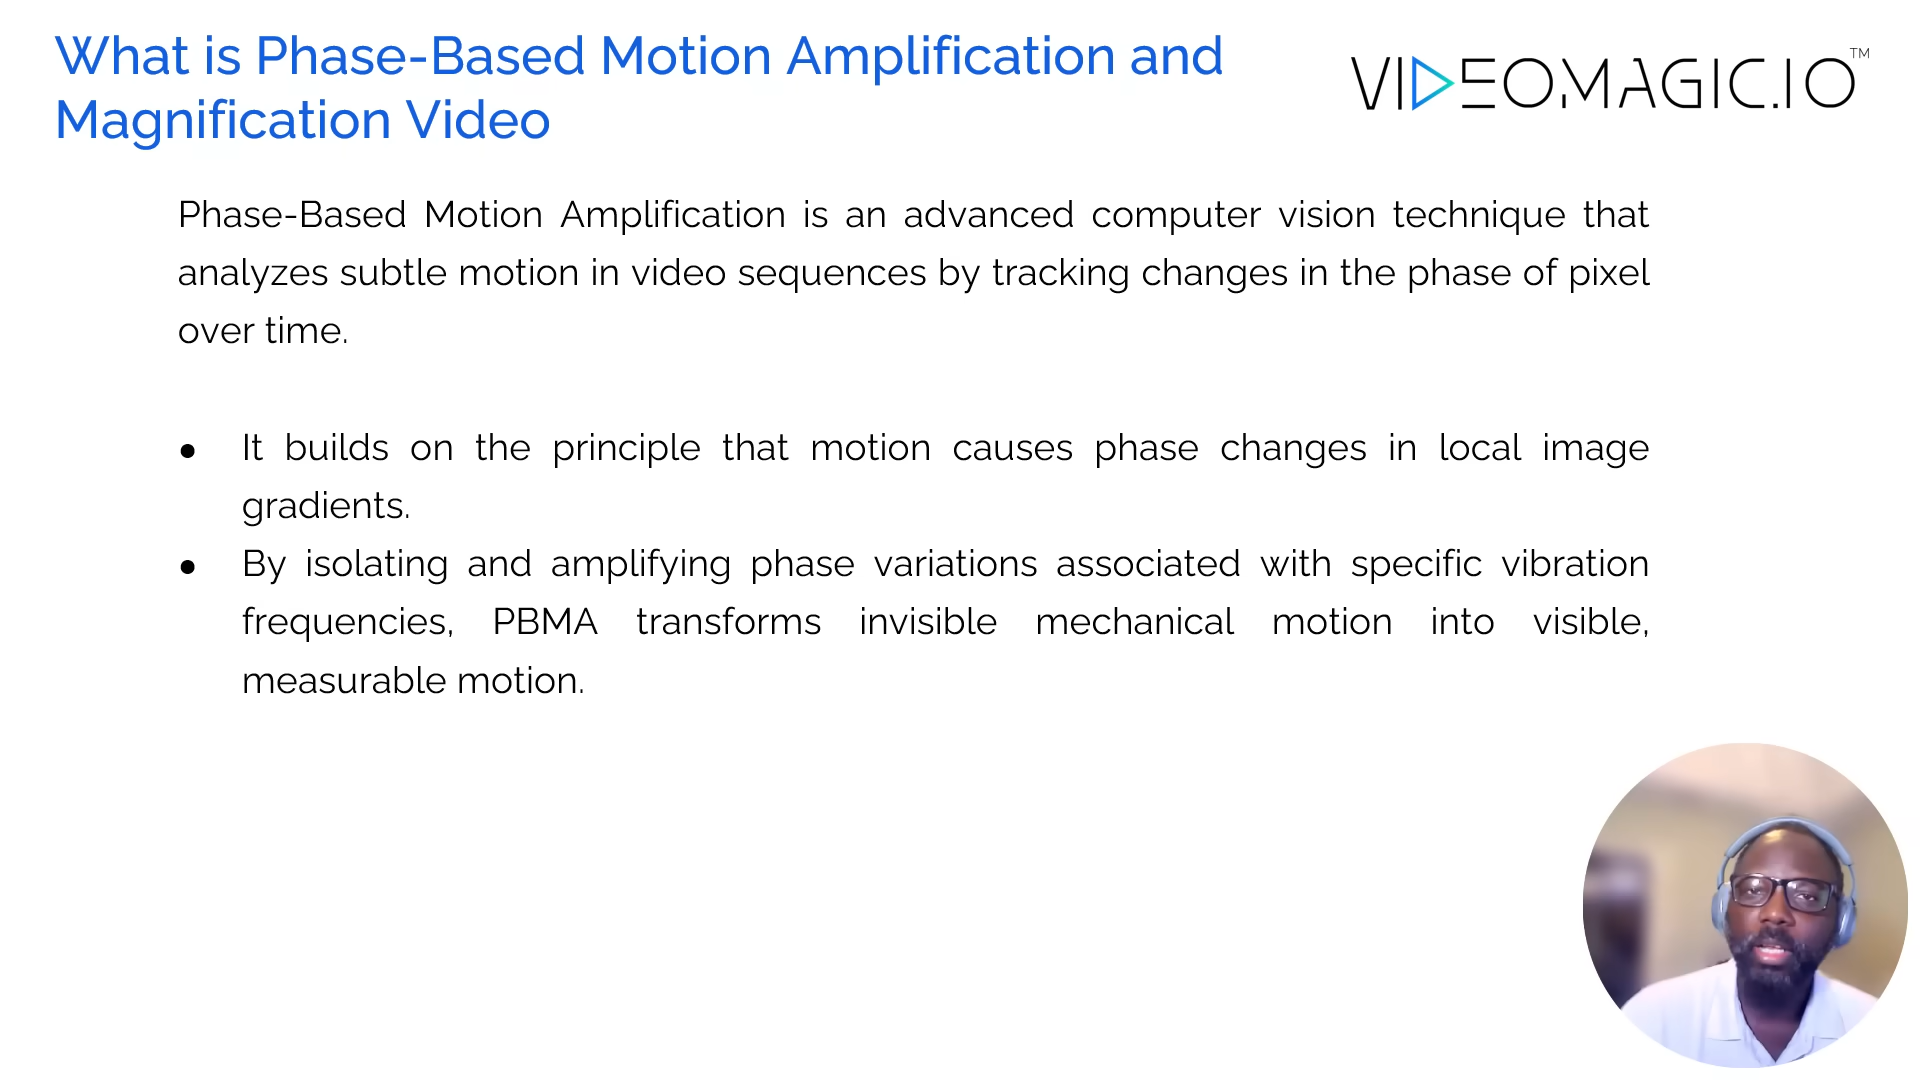 What is Phase-Based Motion Amplification and
Magnification Video
VIDEOMAGIC.IO™
Phase-Based Motion Amplification is an advanced computer vision technique that
analyzes subtle motion in video sequences by tracking changes in the phase of pixel
over time.
● It builds on the principle that motion causes phase changes in local image
gradients.
● By isolating and amplifying phase variations associated with specific vibration
frequencies, PBMA transforms invisible mechanical motion into visible,
measurable motion.